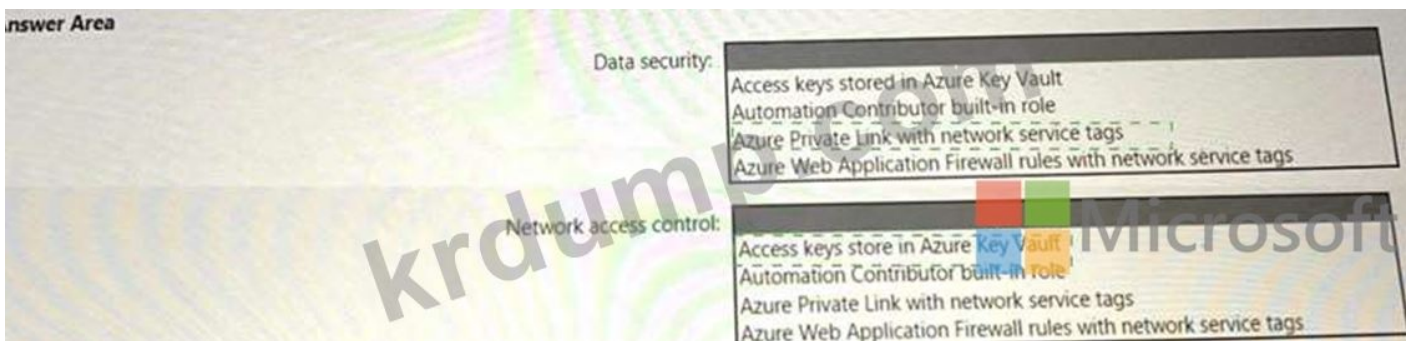 nswer Area
Data security:
Access keys stored in Azure Key Vault
Automation Contributor built-in role
Azure Private Link with network service tags
Azure Web Application Firewall rules with network service tags
Network access control:
Access keys store in Azure Key Vault
Automation Contributor built-in role
Azure Private Link with network service tags
Azure Web Application Firewall rules with network service tags
krdump.com
Microsoft